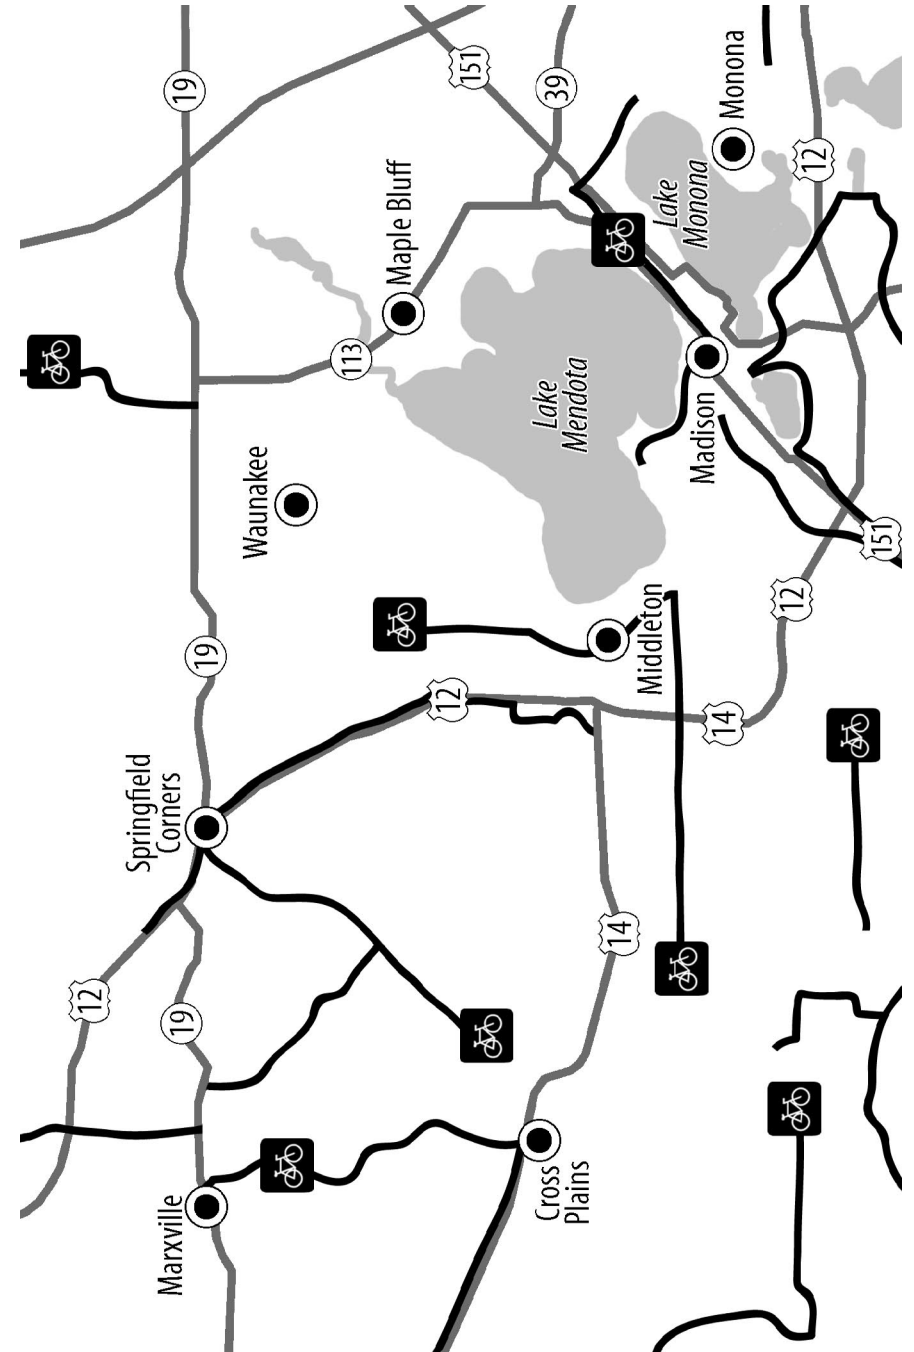 Marxville
19
12
Springfield
Corners
19
Waunakee
113
Maple Bluff
19
151
39
Cross
Plains
14
12
Middleton
14
12
Lake
Mendota
Madison
151
Lake
Monona
Monona
12